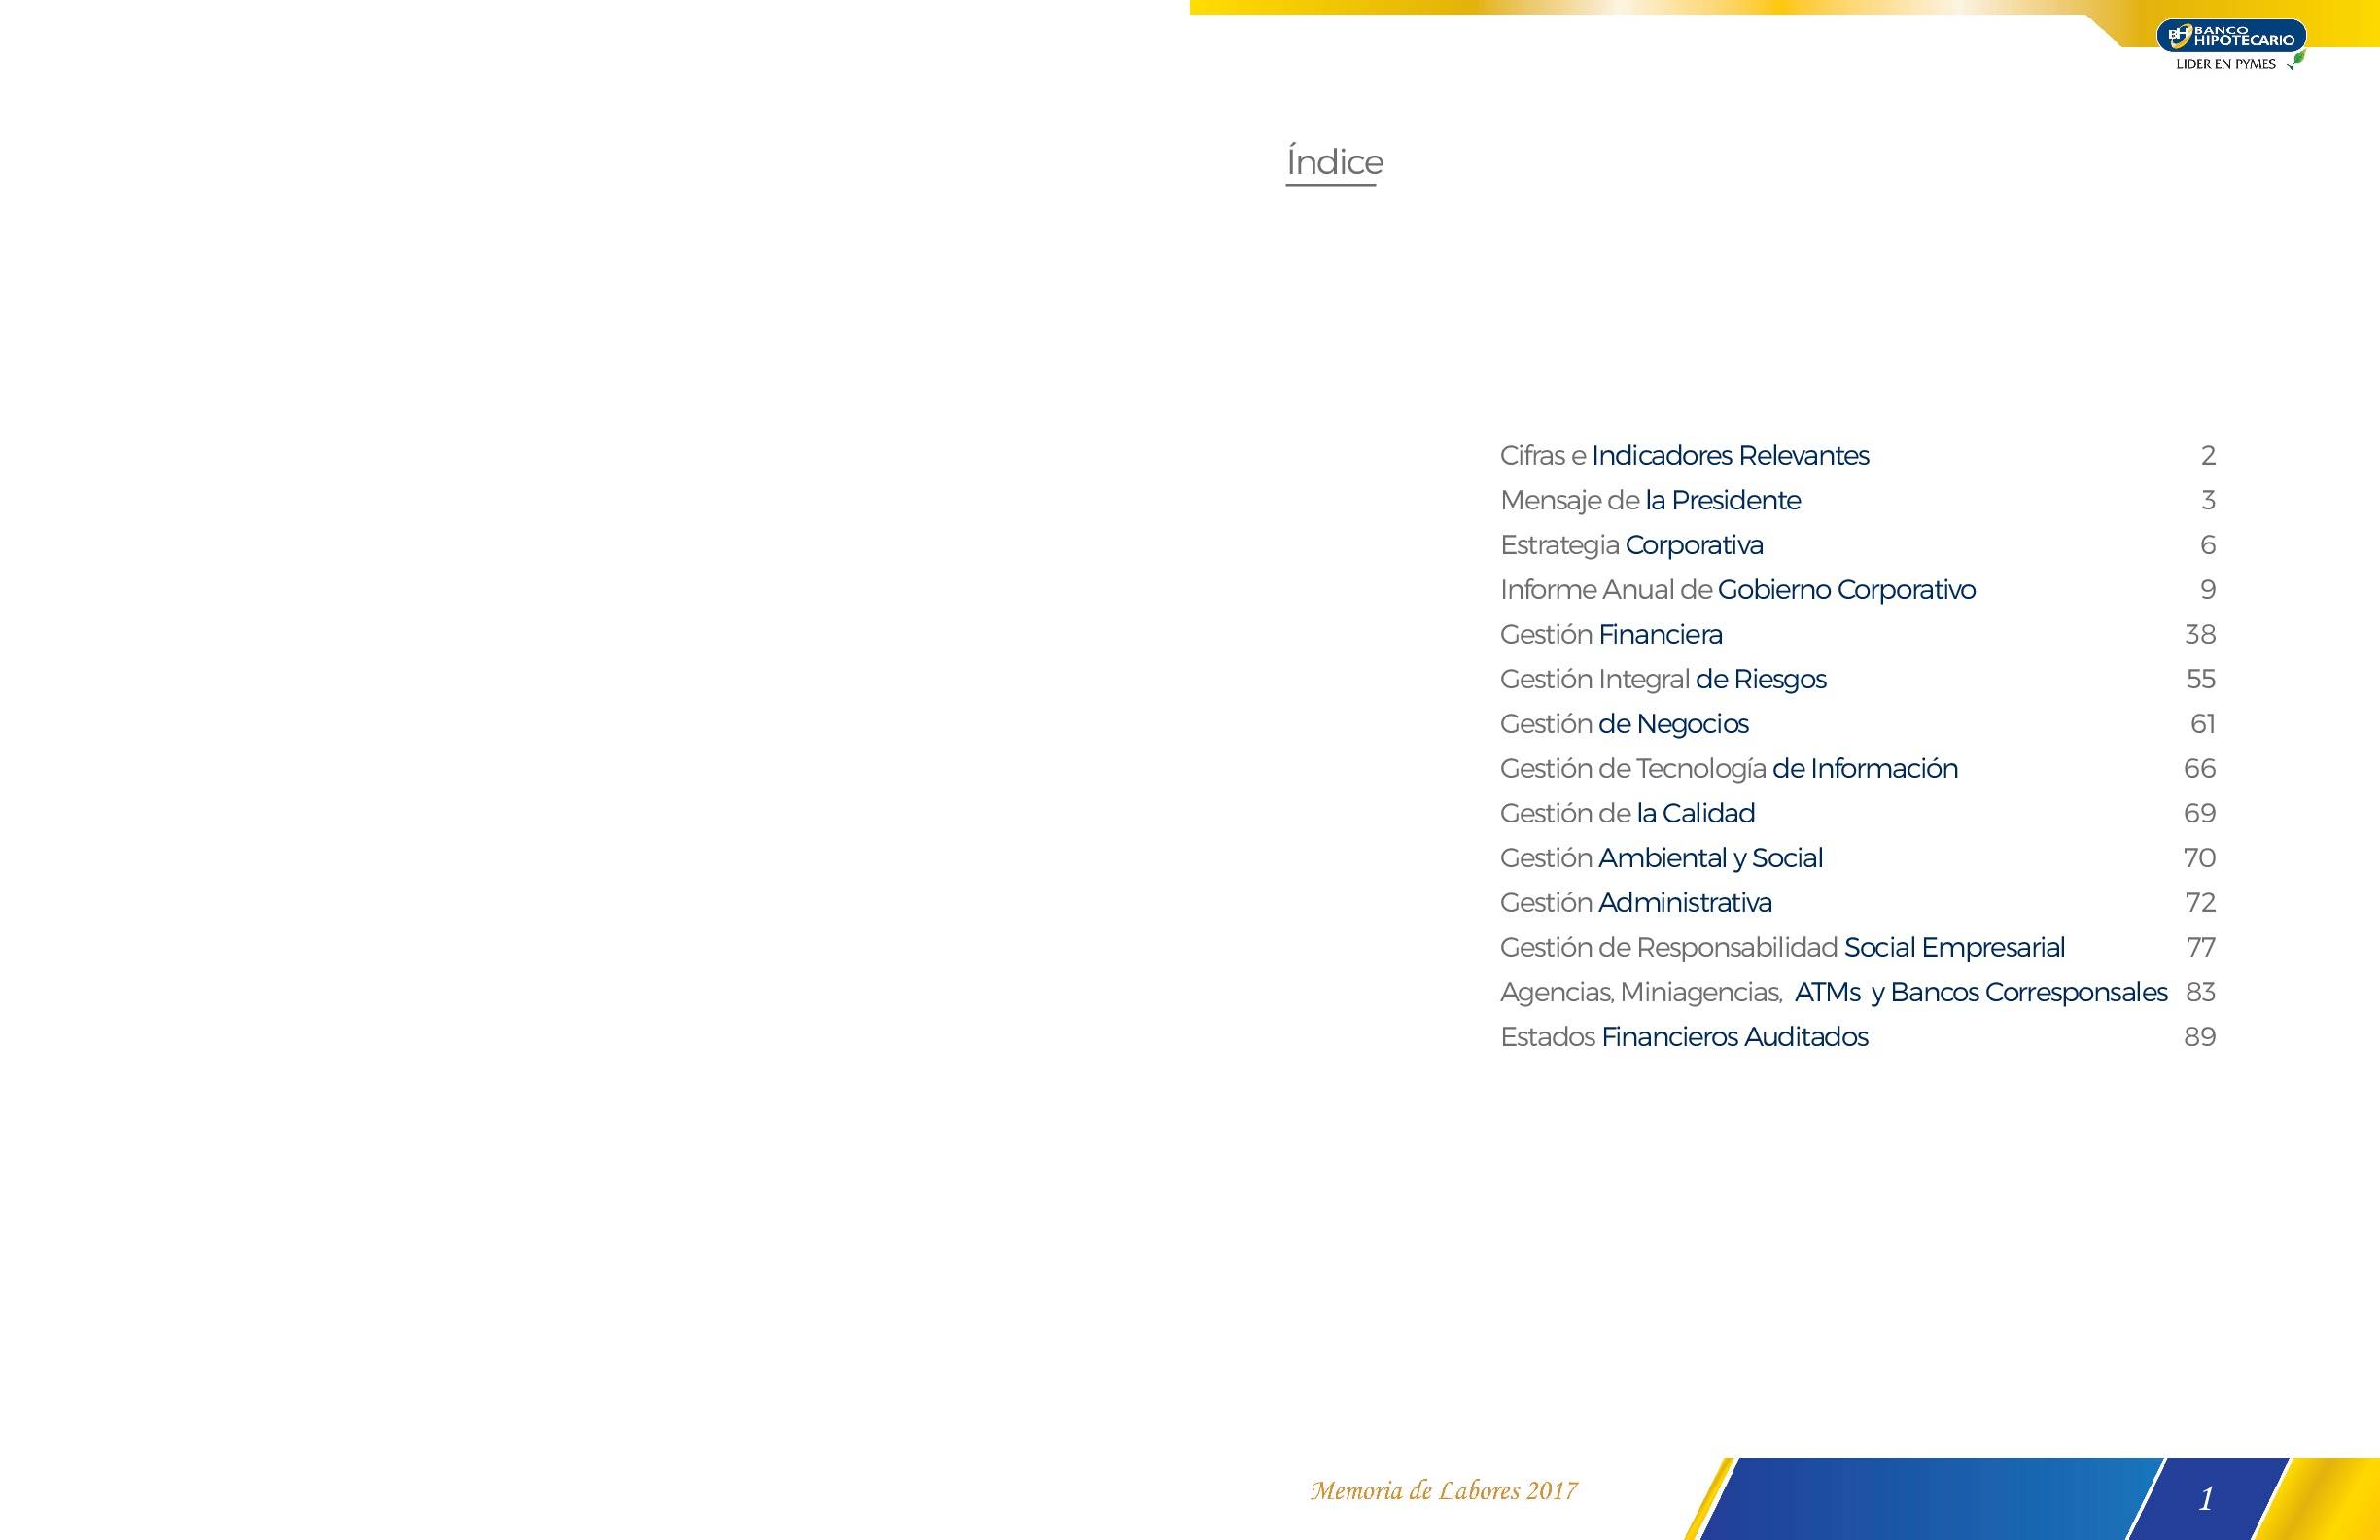 BH BANCO
HIPOTECARIO
LIDER EN PYMES
Índice
Cifras e Indicadores Relevantes 2
Mensaje de la Presidente 3
Estrategia Corporativa 6
Informe Anual de Gobierno Corporativo 9
Gestión Financiera 38
Gestión Integral de Riesgos 55
Gestión de Negocios 61
Gestión de Tecnología de Información 66
Gestión de la Calidad 69
Gestión Ambiental y Social 70
Gestión Administrativa 72
Gestión de Responsabilidad Social Empresarial 77
Agencias, Miniagencias, ATMs y Bancos Corresponsales 83
Estados Financieros Auditados 89
Memoria de Labores 2017
1